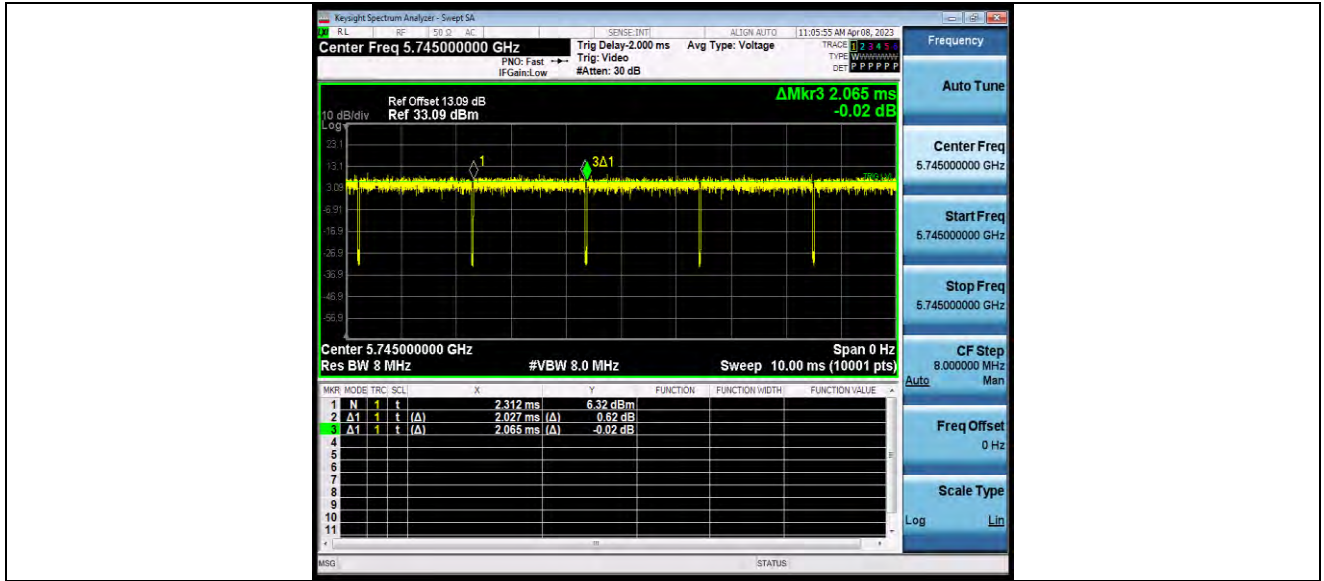 Keysight Spectrum Analyzer - Swept SA
RL RF 50 Ω AC SENSE:INT ALIGN AUTO 11:05:55 AM Apr 08, 2023
Center Freq 5.745000000 GHz Trig Delay-2.000 ms Avg Type: Voltage TRACE 1 2 3 4 5 6
PNO: Fast Trig: Video TYPE WWWWWW
IFGain:Low #Atten: 30 dB DET P P P P P P
Frequency
Auto Tune
ΔMkr3 2.065 ms
-0.02 dB
Ref Offset 13.09 dB
10 dB/div Ref 33.09 dBm
Log
23.1
13.1
3.09
-6.91
-16.9
-26.9
-36.9
-46.9
-56.9
1
3Δ1
Center 5.745000000 GHz Span 0 Hz
Res BW 8 MHz #VBW 8.0 MHz Sweep 10.00 ms (10001 pts)
MKR MODE TRC SCL X Y FUNCTION FUNCTION WIDTH FUNCTION VALUE
1 N 1 t 2.312 ms 6.32 dBm
2 Δ1 1 t (Δ) 2.027 ms (Δ) 0.62 dB
3 Δ1 1 t (Δ) 2.065 ms (Δ) -0.02 dB
4
5
6
7
8
9
10
11
Center Freq
5.745000000 GHz
Start Freq
5.745000000 GHz
Stop Freq
5.745000000 GHz
CF Step
8.000000 MHz
Auto Man
Freq Offset
0 Hz
Scale Type
Log Lin
MSG STATUS